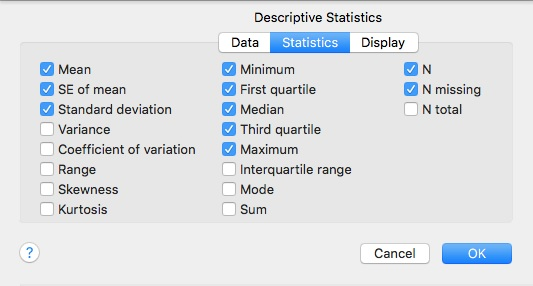 Descriptive Statistics
Data Statistics Display
Mean Minimum N
SE of mean First quartile N missing
Standard deviation Median N total
Variance Third quartile
Coefficient of variation Maximum
Range Interquartile range
Skewness Mode
Kurtosis Sum
? Cancel OK